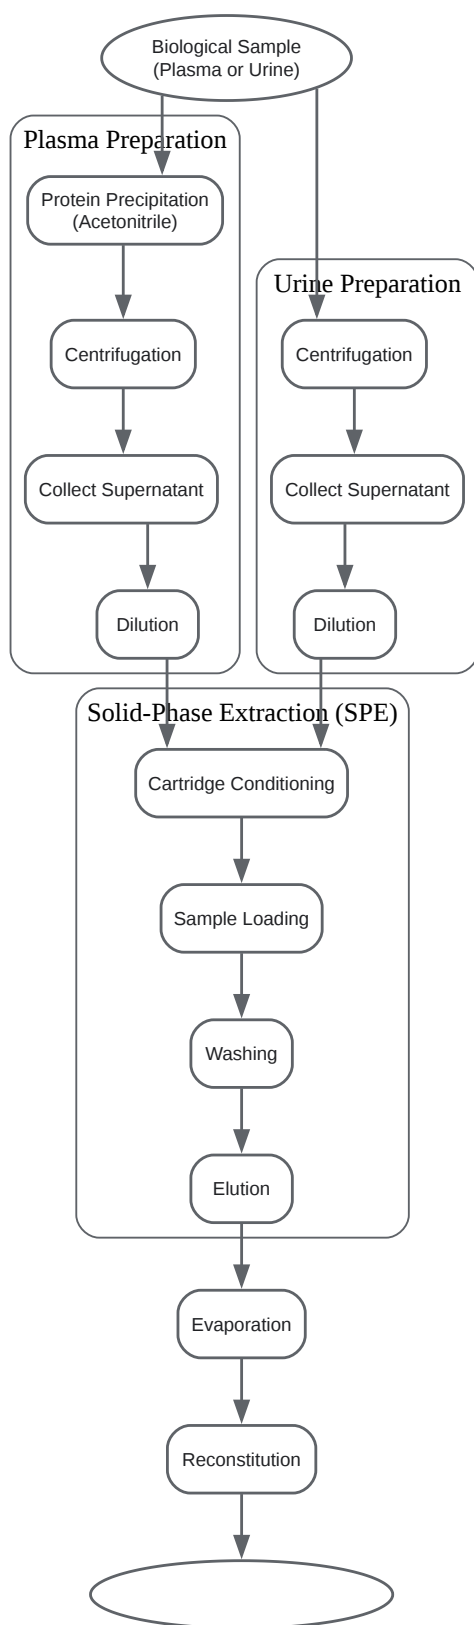 Biological Sample
(Plasma or Urine)
Plasma Preparation
Protein Precipitation
(Acetonitrile)
Centrifugation
Collect Supernatant
Dilution
Urine Preparation
Centrifugation
Collect Supernatant
Dilution
Solid-Phase Extraction (SPE)
Cartridge Conditioning
Sample Loading
Washing
Elution
Evaporation
Reconstitution